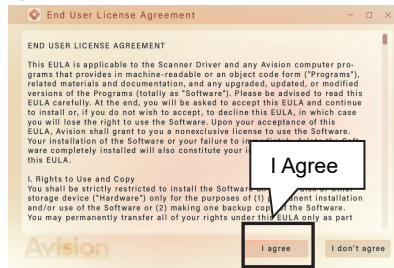 End User License Agreement
END USER LICENSE AGREEMENT
This EULA is applicable to the Scanner Driver and any Avision computer pro-
grams that provides in machine-readable or an object code form ("Programs"),
related materials and documentation, and any upgraded, updated, or modified
versions of the Programs (totally as "Software"). Please be advised to read this
EULA carefully. At the end, you will be asked to accept this EULA and continue
to install or, if you do not wish to accept, to decline this EULA, in which case
you will lose the right to use the Software. Upon your acceptance of this
EULA, Avision shall grant to you a nonexclusive license to use the Software.
Your installation of the Software or your failure to
ware completely installed will also constitute your
this EULA.
I Agree
I. Rights to Use and Copy
You shall be strictly restricted to install the Software
storage device ("Hardware") only for the purposes of (1) installation
and/or use of the Software or (2) making one backup the Software.
You may permanently transfer all of your rights under this EULA only as part
Avision
I agree
I don't agree